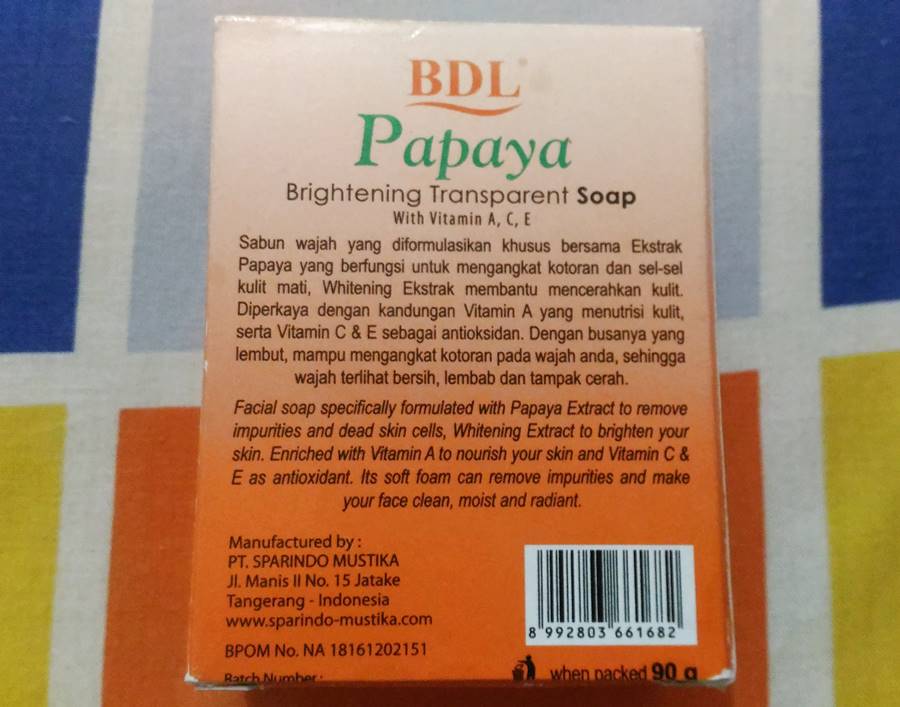 BDL®
Papaya
Brightening Transparent Soap
With Vitamin A, C, E
Sabun wajah yang diformulasikan khusus bersama Ekstrak
Papaya yang berfungsi untuk mengangkat kotoran dan sel-sel
kulit mati, Whitening Ekstrak membantu mencerahkan kulit.
Diperkaya dengan kandungan Vitamin A yang menutrisi kulit,
serta Vitamin C & E sebagai antioksidan. Dengan busanya yang
lembut, mampu mengangkat kotoran pada wajah anda, sehingga
wajah terlihat bersih, lembab dan tampak cerah.
Facial soap specifically formulated with Papaya Extract to remove
impurities and dead skin cells, Whitening Extract to brighten your
skin. Enriched with Vitamin A to nourish your skin and Vitamin C &
E as antioxidant. Its soft foam can remove impurities and make
your face clean, moist and radiant.
Manufactured by :
PT. SPARINDO MUSTIKA
Jl. Manis II No. 15 Jatake
Tangerang - Indonesia
www.sparindo-mustika.com
BPOM No. NA 18161202151
8 992803 661682
Batch Number :
when packed 90 g